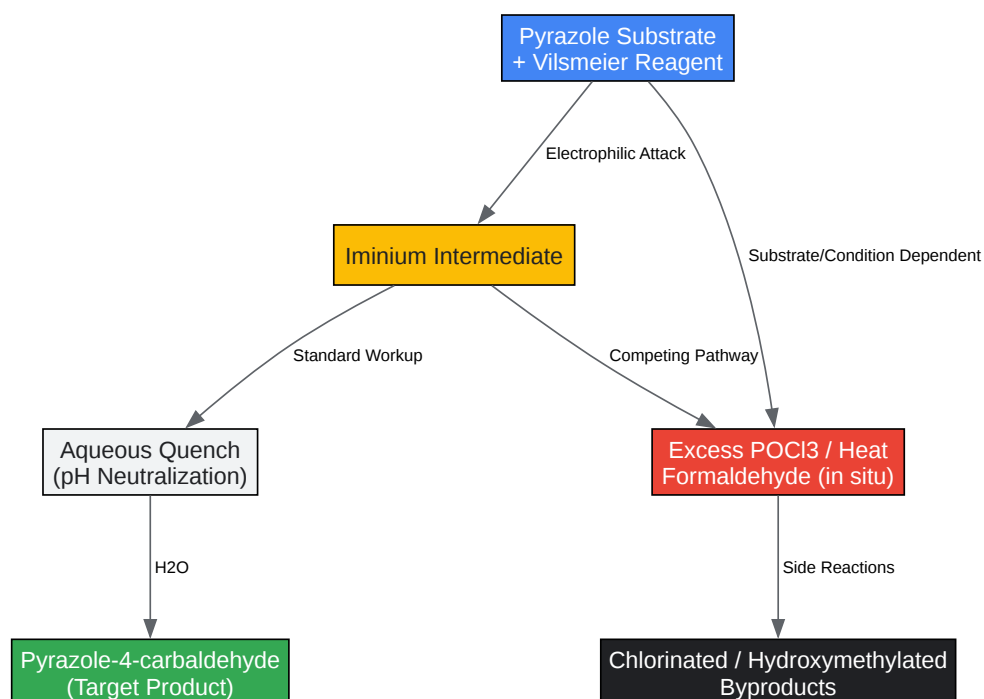 Pyrazole Substrate
+ Vilsmeier Reagent
Electrophilic Attack
Iminium Intermediate
Substrate/Condition Dependent
Standard Workup
Competing Pathway
Aqueous Quench
(pH Neutralization)
Excess POCl3 / Heat
Formaldehyde (in situ)
H2O
Side Reactions
Pyrazole-4-carbaldehyde
(Target Product)
Chlorinated / Hydroxymethylated
Byproducts